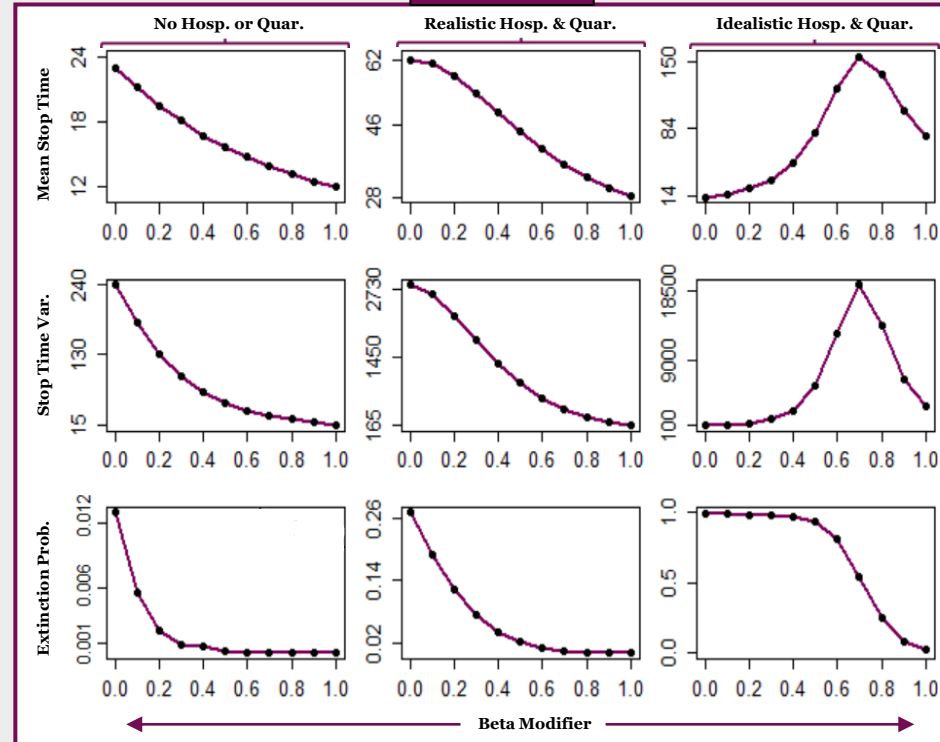 No Hosp. or Quar. Realistic Hosp. & Quar. Idealistic Hosp. & Quar.
Mean Stop Time
24
18
12
0.0 0.2 0.4 0.6 0.8 1.0
62
46
28
0.0 0.2 0.4 0.6 0.8 1.0
150
84
14
0.0 0.2 0.4 0.6 0.8 1.0
Stop Time Var.
240
130
15
0.0 0.2 0.4 0.6 0.8 1.0
2730
1450
165
0.0 0.2 0.4 0.6 0.8 1.0
18500
9000
100
0.0 0.2 0.4 0.6 0.8 1.0
Extinction Prob.
0.012
0.006
0.001
0.0 0.2 0.4 0.6 0.8 1.0
0.26
0.14
0.02
0.0 0.2 0.4 0.6 0.8 1.0
1.0
0.5
0.0
0.0 0.2 0.4 0.6 0.8 1.0
Beta Modifier